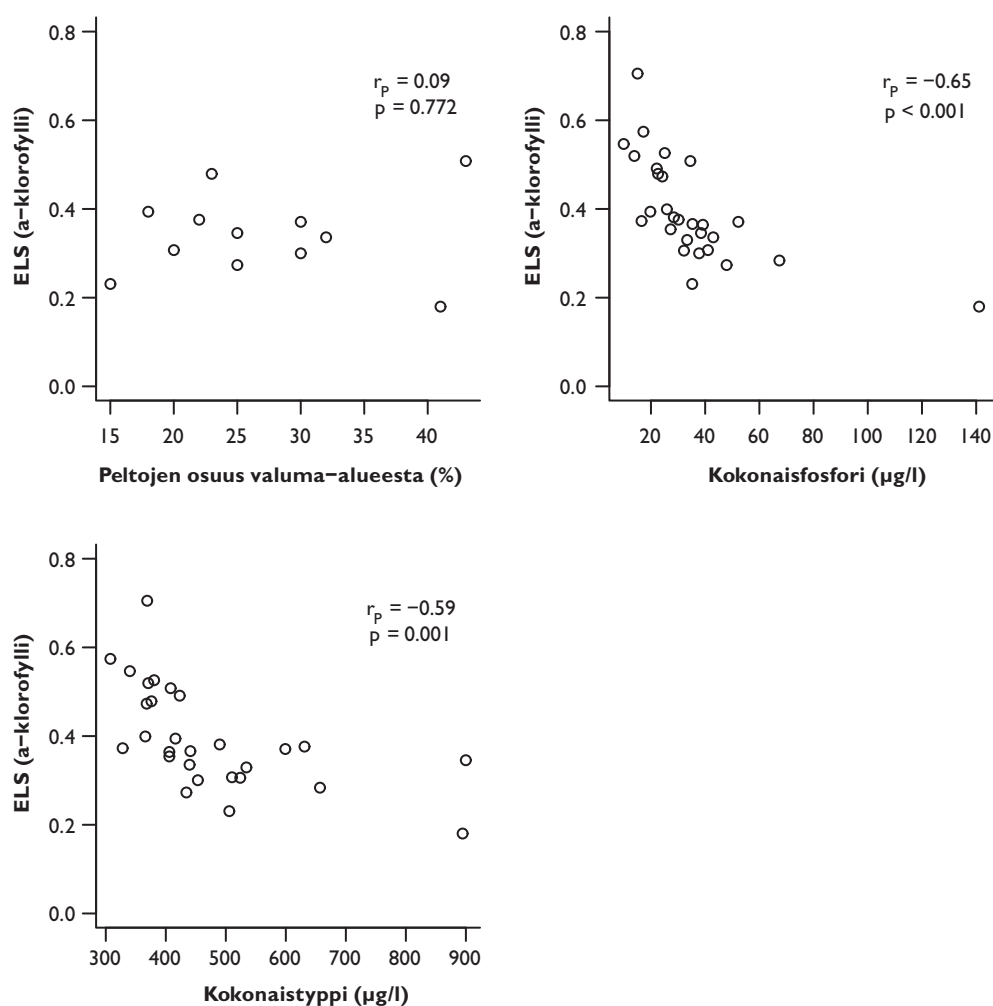 0.8
0.6
0.4
0.2
0.0
ELS (a−klorofylli)
r_P = 0.09
p = 0.772
15 20 25 30 35 40
Peltojen osuus valuma−alueesta (%)
0.8
0.6
0.4
0.2
0.0
ELS (a−klorofylli)
r_P = −0.65
p < 0.001
20 40 60 80 100 120 140
Kokonaisfosfori (µg/l)
0.8
0.6
0.4
0.2
0.0
ELS (a−klorofylli)
r_P = −0.59
p = 0.001
300 400 500 600 700 800 900
Kokonaistyppi (µg/l)